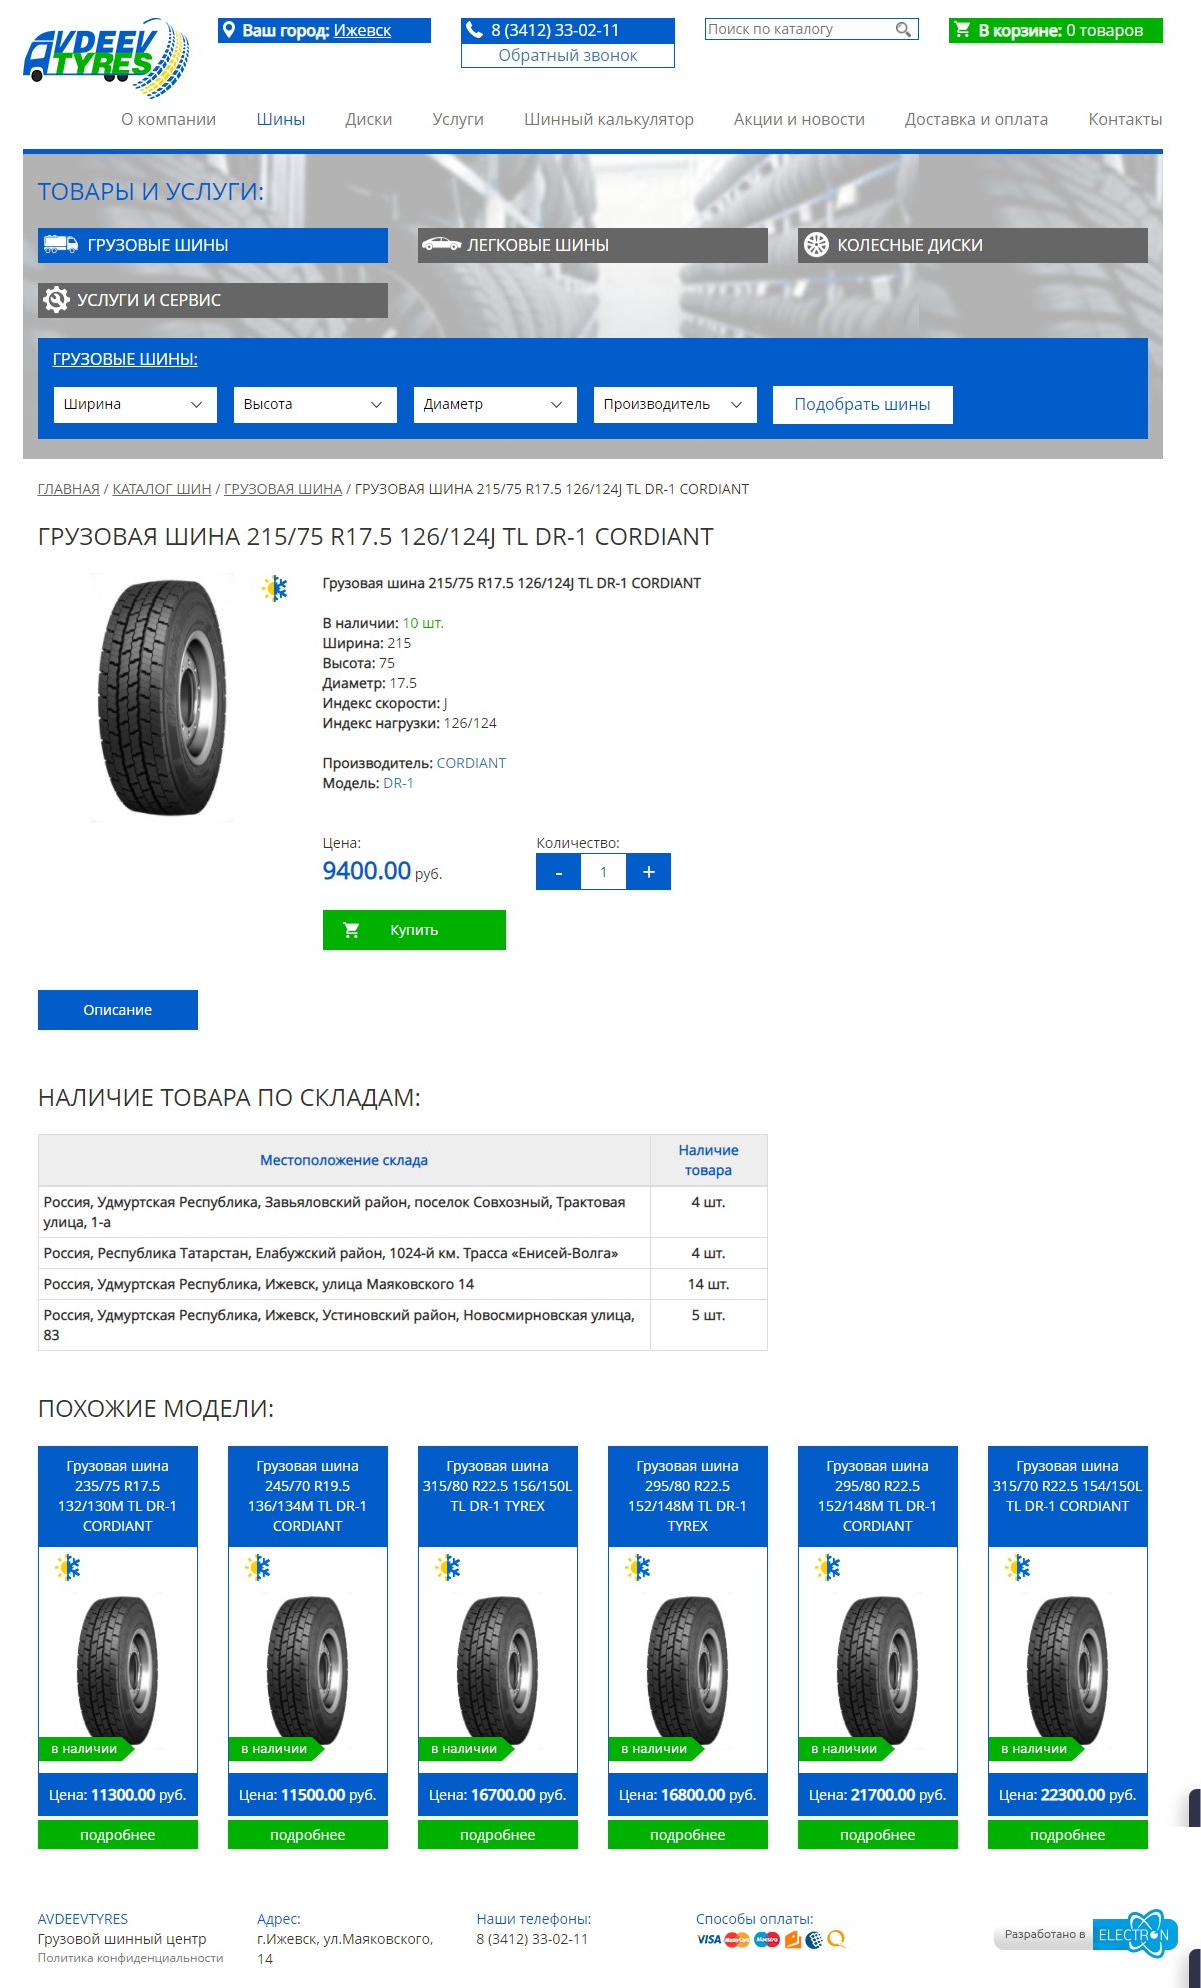 AVDEEV
TYRES
Ваш город: Ижевск
8 (3412) 33-02-11
Обратный звонок
Поиск по каталогу
В корзине: 0 товаров
О компании
Шины
Диски
Услуги
Шинный калькулятор
Акции и новости
Доставка и оплата
Контакты
ТОВАРЫ И УСЛУГИ:
ГРУЗОВЫЕ ШИНЫ
ЛЕГКОВЫЕ ШИНЫ
КОЛЕСНЫЕ ДИСКИ
УСЛУГИ И СЕРВИС
ГРУЗОВЫЕ ШИНЫ:
Ширина
Высота
Диаметр
Производитель
Подобрать шины
ГЛАВНАЯ / КАТАЛОГ ШИН / ГРУЗОВАЯ ШИНА / ГРУЗОВАЯ ШИНА 215/75 R17.5 126/124J TL DR-1 CORDIANT
ГРУЗОВАЯ ШИНА 215/75 R17.5 126/124J TL DR-1 CORDIANT
Грузовая шина 215/75 R17.5 126/124J TL DR-1 CORDIANT
В наличии: 10 шт.
Ширина: 215
Высота: 75
Диаметр: 17.5
Индекс скорости: J
Индекс нагрузки: 126/124
Производитель: CORDIANT
Модель: DR-1
Цена:
9400.00 руб.
Количество:
- 1 +
Купить
Описание
НАЛИЧИЕ ТОВАРА ПО СКЛАДАМ:
Местоположение склада
Наличие
товара
Россия, Удмуртская Республика, Завьяловский район, поселок Совхозный, Трактовая
улица, 1-а
4 шт.
Россия, Республика Татарстан, Елабужский район, 1024-й км. Трасса «Енисей-Волга»
4 шт.
Россия, Удмуртская Республика, Ижевск, улица Маяковского 14
14 шт.
Россия, Удмуртская Республика, Ижевск, Устиновский район, Новосмирновская улица,
83
5 шт.
ПОХОЖИЕ МОДЕЛИ:
Грузовая шина
235/75 R17.5
132/130M TL DR-1
CORDIANT
в наличии
Цена: 11300.00 руб.
подробнее
Грузовая шина
245/70 R19.5
136/134M TL DR-1
CORDIANT
в наличии
Цена: 11500.00 руб.
подробнее
Грузовая шина
315/80 R22.5 156/150L
TL DR-1 TYREX
в наличии
Цена: 16700.00 руб.
подробнее
Грузовая шина
295/80 R22.5
152/148M TL DR-1
TYREX
в наличии
Цена: 16800.00 руб.
подробнее
Грузовая шина
295/80 R22.5
152/148M TL DR-1
CORDIANT
в наличии
Цена: 21700.00 руб.
подробнее
Грузовая шина
315/70 R22.5 154/150L
TL DR-1 CORDIANT
в наличии
Цена: 22300.00 руб.
подробнее
AVDEEVTYRES
Грузовой шинный центр
Политика конфиденциальности
Адрес:
г.Ижевск, ул.Маяковского,
14
Наши телефоны:
8 (3412) 33-02-11
Способы оплаты:
VISA MasterCard Maestro
Разработано в
ELECTRON